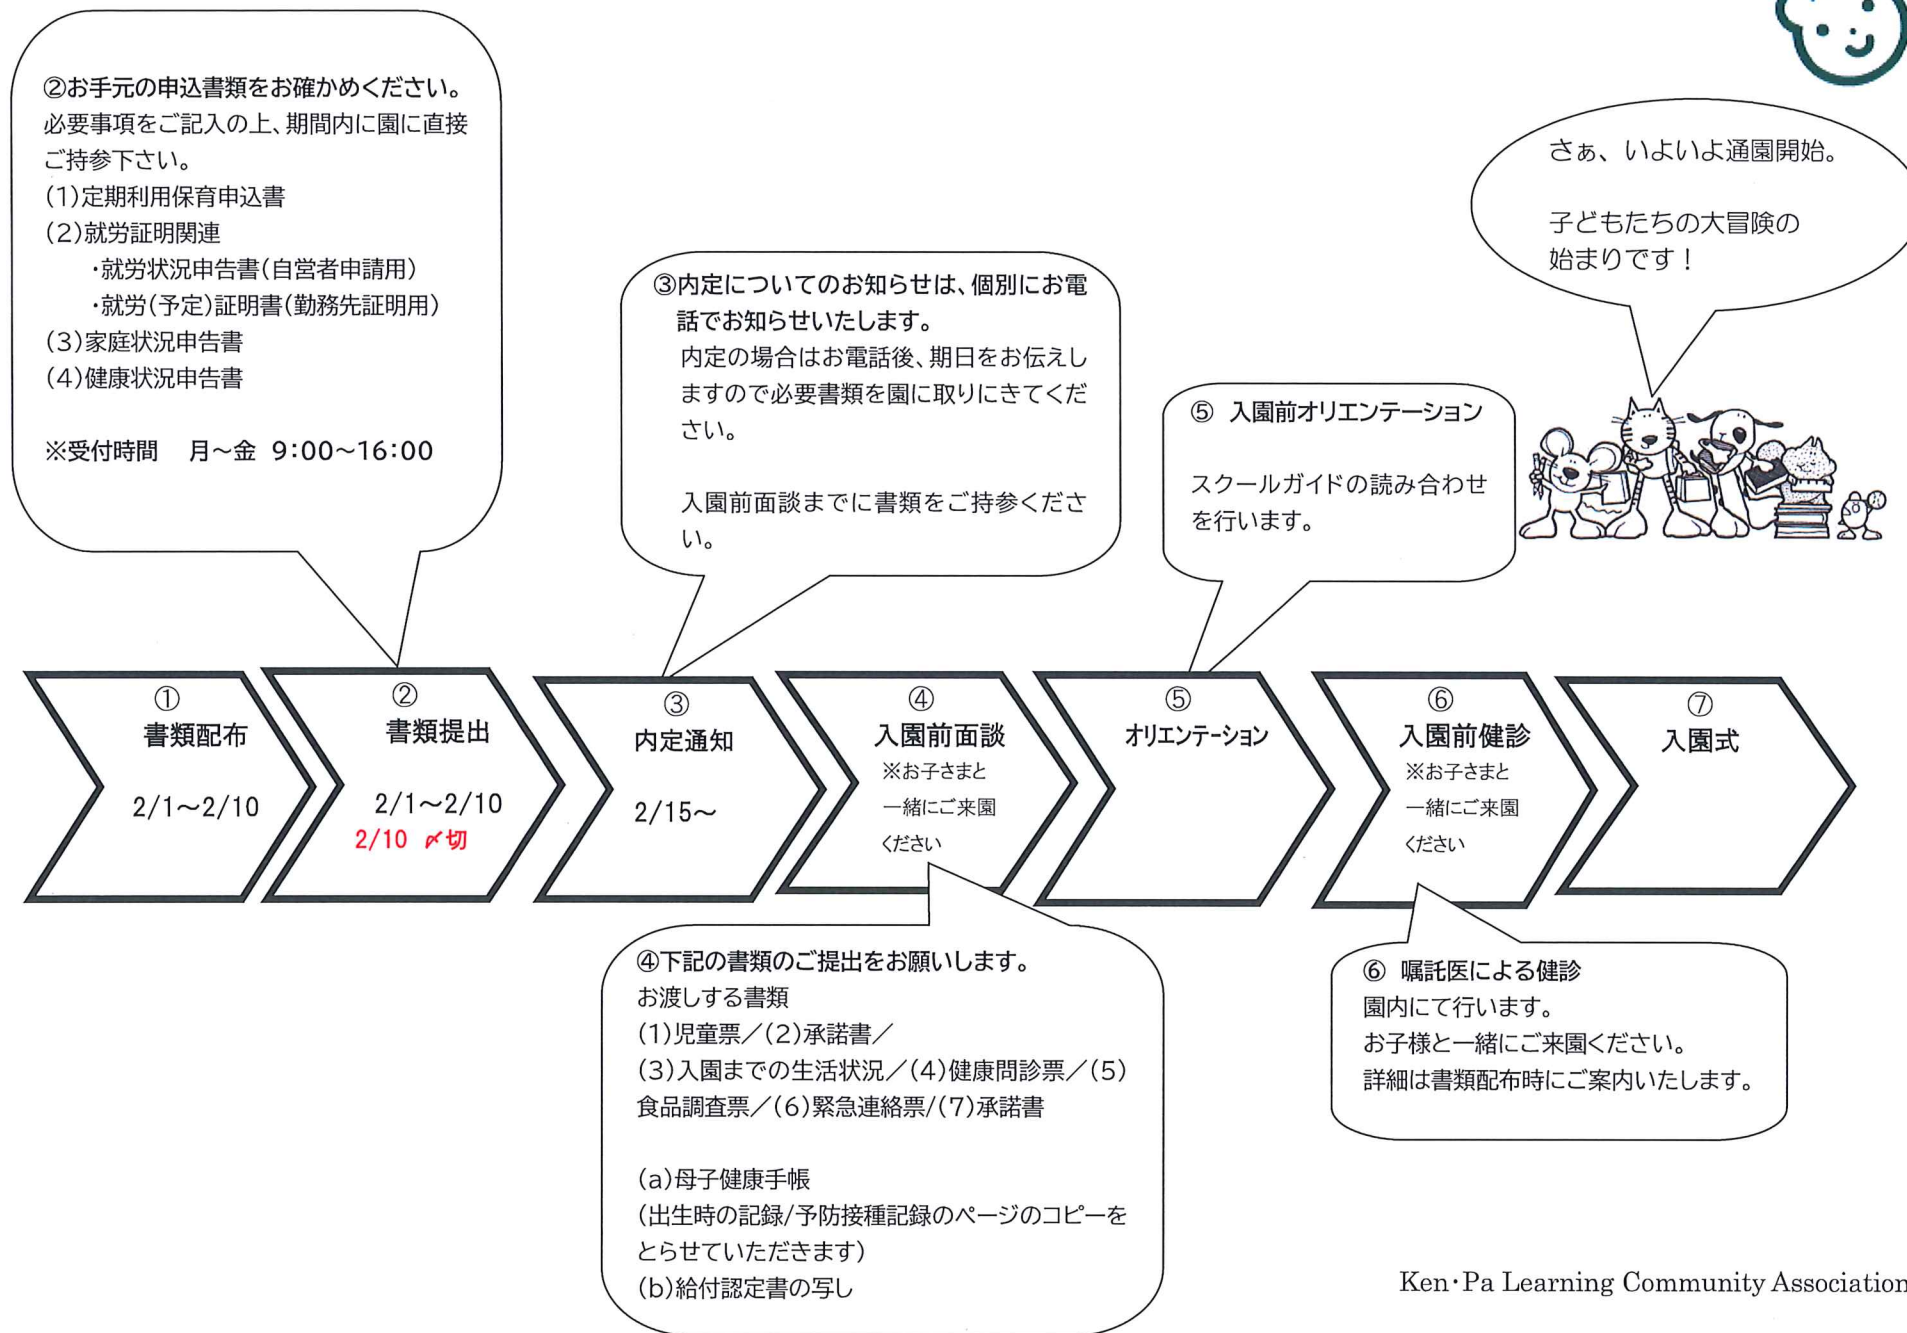 ②お手元の申込書類をお確かめください。
必要事項をご記入の上、期間内に園に直接
ご持参下さい。
(1)定期利用保育申込書
(2)就労証明関連
・就労状況申告書(自営者申請用)
・就労(予定)証明書(勤務先証明用)
(3)家庭状況申告書
(4)健康状況申告書
※受付時間　月～金 9:00～16:00
③内定についてのお知らせは、個別にお電
話でお知らせいたします。
内定の場合はお電話後、期日をお伝えし
ますので必要書類を園に取りにきてくだ
さい。
入園前面談までに書類をご持参くださ
い。
⑤ 入園前オリエンテーション
スクールガイドの読み合わせ
を行います。
さぁ、いよいよ通園開始。
子どもたちの大冒険の
始まりです！
①
書類配布
2/1～2/10
②
書類提出
2/1～2/10
2/10 〆切
③
内定通知
2/15～
④
入園前面談
※お子さまと
一緒にご来園
ください
⑤
オリエンテーション
⑥
入園前健診
※お子さまと
一緒にご来園
ください
⑦
入園式
④下記の書類のご提出をお願いします。
お渡しする書類
(1)児童票／(2)承諾書／
(3)入園までの生活状況／(4)健康問診票／(5)
食品調査票／(6)緊急連絡票/(7)承諾書
(a)母子健康手帳
(出生時の記録/予防接種記録のページのコピーを
とらせていただきます)
(b)給付認定書の写し
⑥ 嘱託医による健診
園内にて行います。
お子様と一緒にご来園ください。
詳細は書類配布時にご案内いたします。
Ken・Pa Learning Community Association